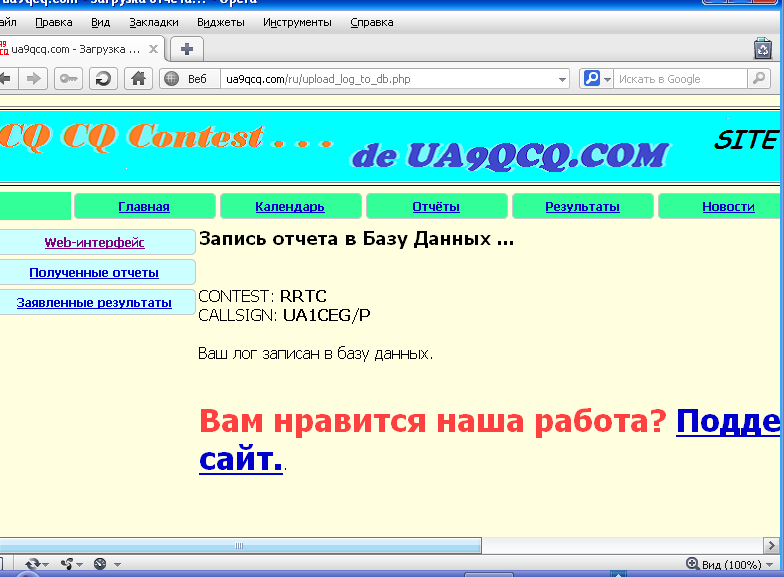 ua9qcq.com - Загрузка отчета... - Opera
айл Правка Вид Закладки Виджеты Инструменты Справка
ua9qcq.com - Загрузка ...
Веб ua9qcq.com/ru/upload_log_to_db.php Искать в Google
CQ CQ Contest . . . de UA9QCQ.COM SITE
Главная Календарь Отчёты Результаты Новости
Web-интерфейс
Полученные отчеты
Заявленные результаты
Запись отчета в Базу Данных ...
CONTEST: RRTC
CALLSIGN: UA1CEG/P
Ваш лог записан в базу данных.
Вам нравится наша работа? Подде
сайт..
Вид (100%)